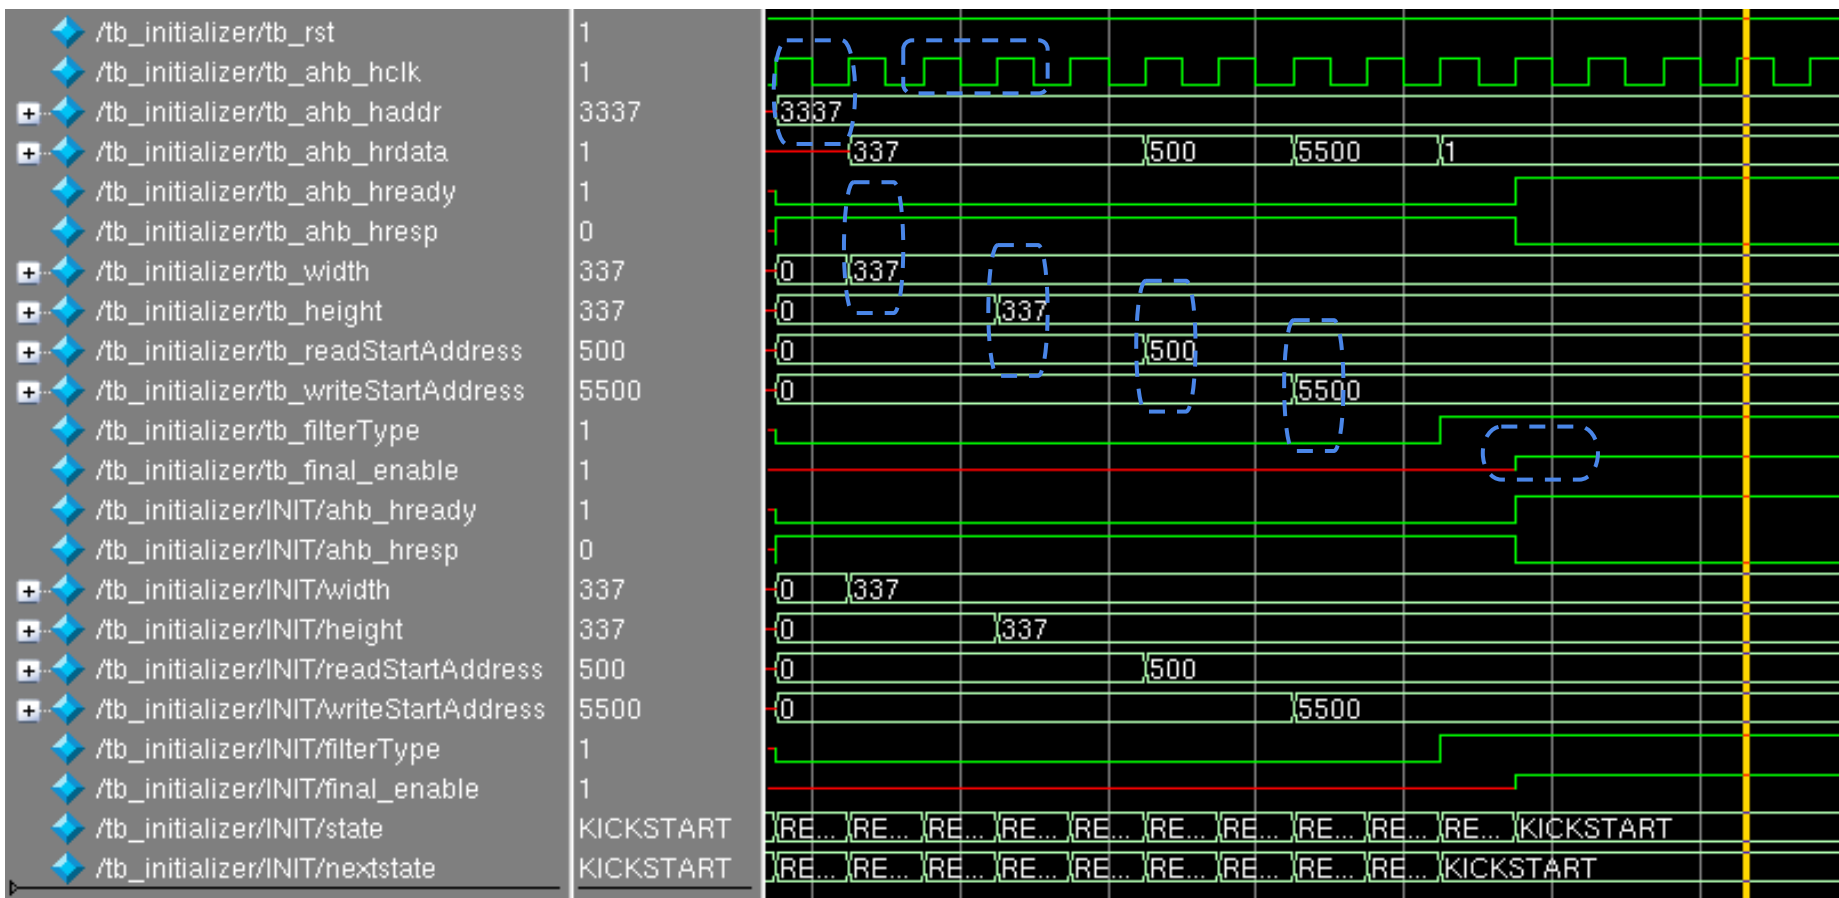 /tb_initializer/tb_rst 1
/tb_initializer/tb_ahb_hclk 1
/tb_initializer/tb_ahb_haddr 3337 3337
/tb_initializer/tb_ahb_hrdata 1 337 500 5500 1
/tb_initializer/tb_ahb_hready 1
/tb_initializer/tb_ahb_hresp 0
/tb_initializer/tb_width 337 0 337
/tb_initializer/tb_height 337 0 337
/tb_initializer/tb_readStartAddress 500 0 500
/tb_initializer/tb_writeStartAddress 5500 0 5500
/tb_initializer/tb_filterType 1
/tb_initializer/tb_final_enable 1
/tb_initializer/INIT/ahb_hready 1
/tb_initializer/INIT/ahb_hresp 0
/tb_initializer/INIT/width 337 0 337
/tb_initializer/INIT/height 337 0 337
/tb_initializer/INIT/readStartAddress 500 0 500
/tb_initializer/INIT/writeStartAddress 5500 0 5500
/tb_initializer/INIT/filterType 1
/tb_initializer/INIT/final_enable 1
/tb_initializer/INIT/state KICKSTART RE... RE... RE... RE... RE... RE... RE... RE... RE... RE... KICKSTART
/tb_initializer/INIT/nextstate KICKSTART RE... RE... RE... RE... RE... RE... RE... RE... RE... KICKSTART